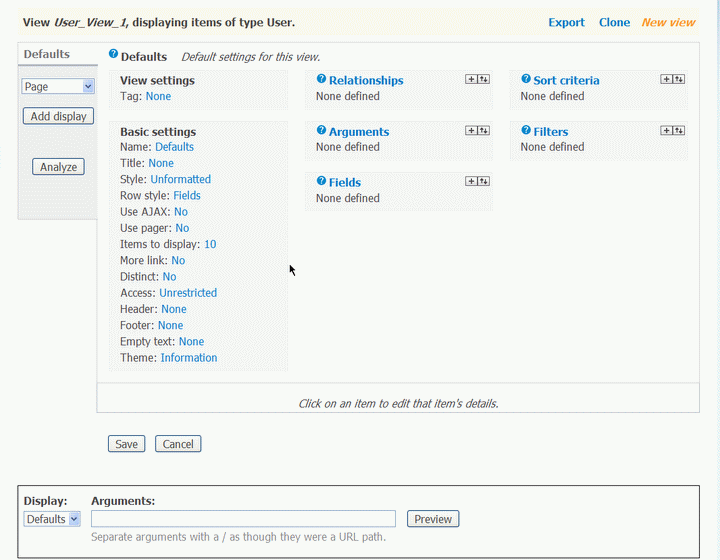 View User_View_1, displaying items of type User.
Export Clone New view
Defaults
Page
Add display
Analyze
Defaults Default settings for this view.
View settings
Tag: None
Basic settings
Name: Defaults
Title: None
Style: Unformatted
Row style: Fields
Use AJAX: No
Use pager: No
Items to display: 10
More link: No
Distinct: No
Access: Unrestricted
Header: None
Footer: None
Empty text: None
Theme: Information
Relationships
None defined
Arguments
None defined
Fields
None defined
Sort criteria
None defined
Filters
None defined
Click on an item to edit that item's details.
Save Cancel
Display: Arguments:
Defaults Preview
Separate arguments with a / as though they were a URL path.